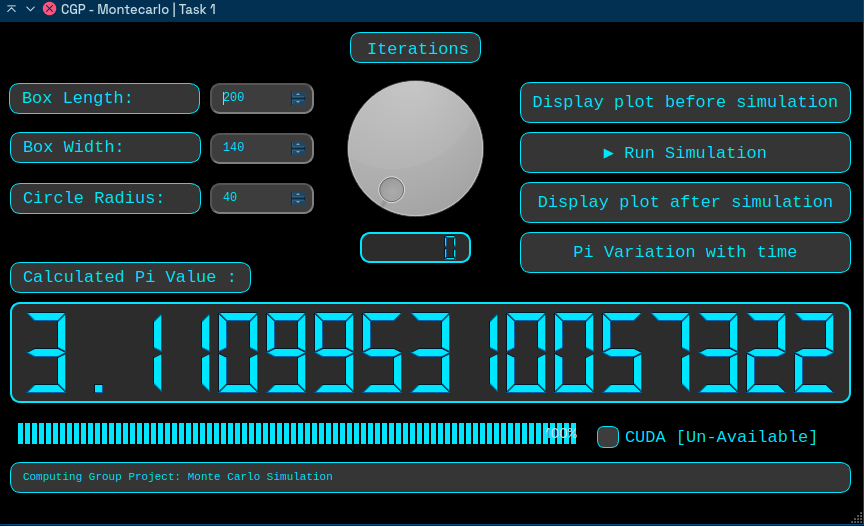 CGP - Montecarlo | Task 1
Iterations
Box Length:
200
Display plot before simulation
Box Width:
140
▶ Run Simulation
Circle Radius:
40
Display plot after simulation
0
Pi Variation with time
Calculated Pi Value :
3.110995310057322
100%
CUDA [Un-Available]
Computing Group Project: Monte Carlo Simulation